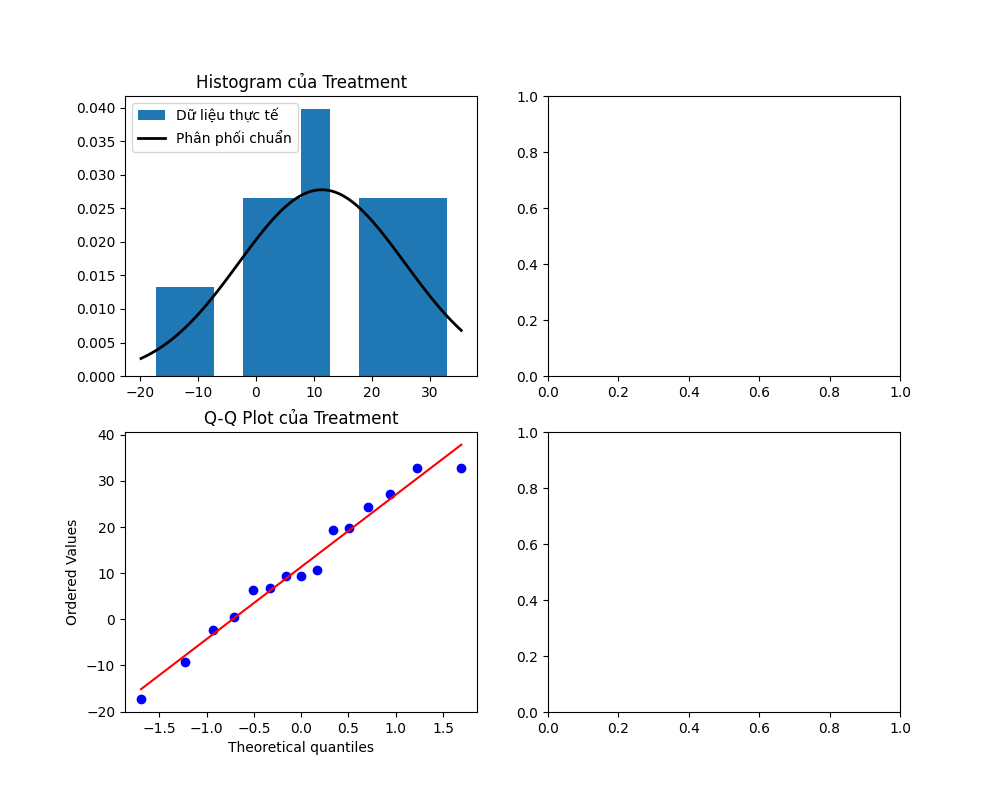 Histogram của Treatment
0.040
0.035
0.030
0.025
0.020
0.015
0.010
0.005
0.000
Dữ liệu thực tế
Phân phối chuẩn
−20 −10 0 10 20 30
1.0
0.8
0.6
0.4
0.2
0.0
0.0 0.2 0.4 0.6 0.8 1.0
Q-Q Plot của Treatment
Ordered Values
40
30
20
10
0
−10
−20
−1.5 −1.0 −0.5 0.0 0.5 1.0 1.5
Theoretical quantiles
1.0
0.8
0.6
0.4
0.2
0.0
0.0 0.2 0.4 0.6 0.8 1.0